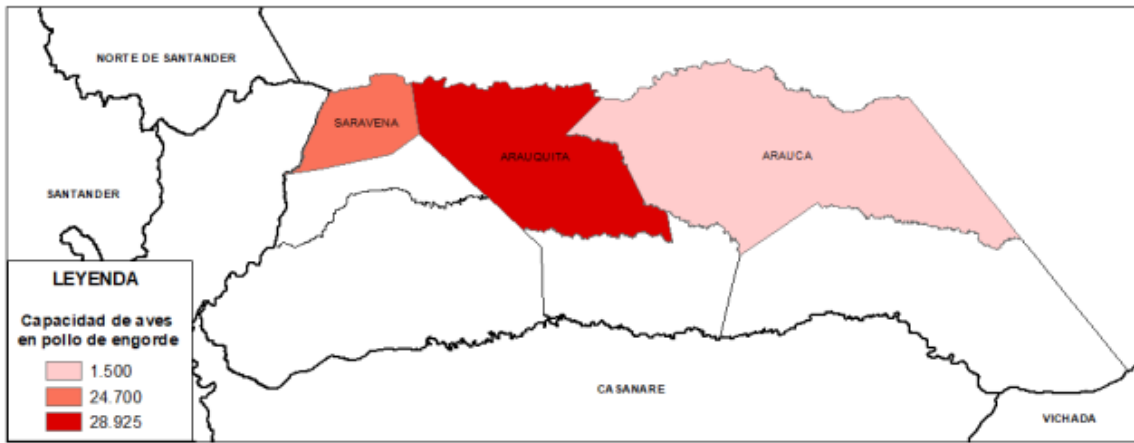 NORTE DE SANTANDER
SARAVENA
ARAUQUITA
ARAUCA
SANTANDER
LEYENDA
Capacidad de aves
en pollo de engorde
1.500
24.700
28.925
CASANARE
VICHADA